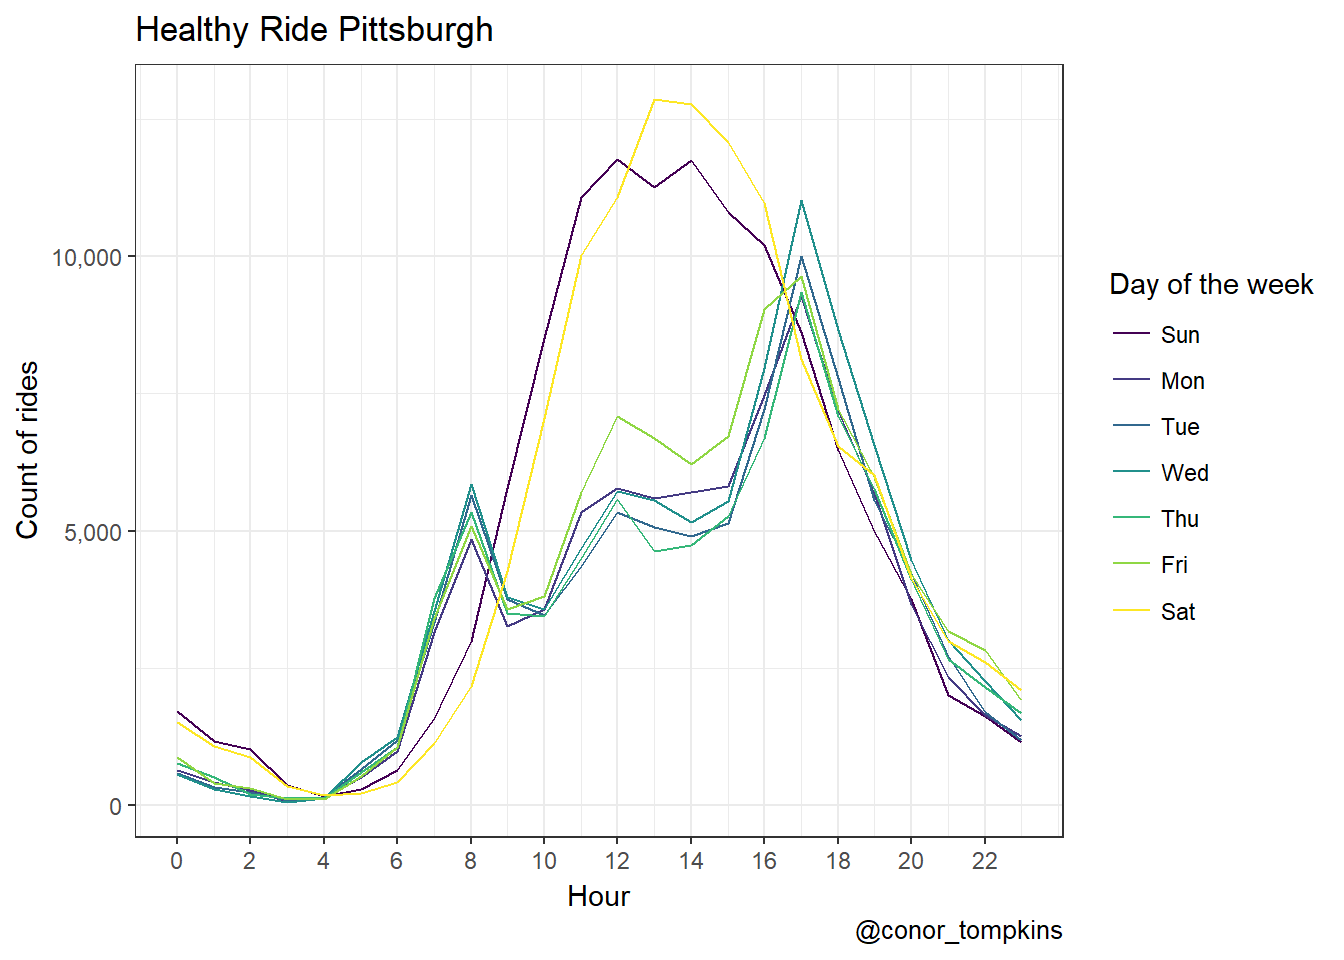 Healthy Ride Pittsburgh
Count of rides
10,000
5,000
0
0 2 4 6 8 10 12 14 16 18 20 22
Hour
Day of the week
Sun
Mon
Tue
Wed
Thu
Fri
Sat
@conor_tompkins